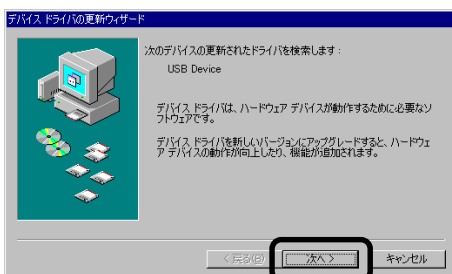 デバイス ドライバの更新ウィザード
次のデバイスの更新されたドライバを検索します :
USB Device
デバイス ドライバは、ハードウェア デバイスが動作するために必要なソ
フトウェアです。
デバイス ドライバを新しいバージョンにアップグレードすると、ハードウェ
ア デバイスの動作が向上したり、機能が追加されます。
< 戻る(B)
次へ >
キャンセル